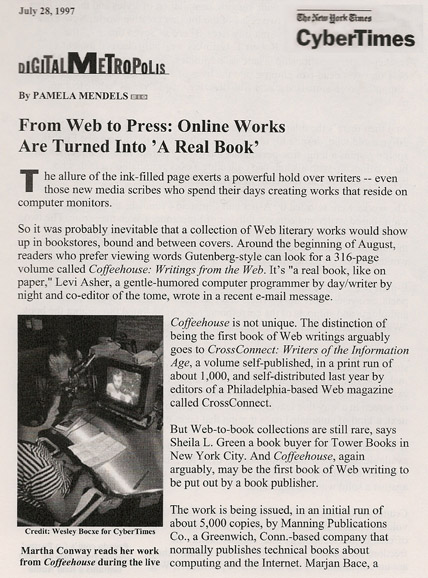 July 28, 1997
The New York Times
CyberTimes
DiGiTAL METROPOLIS
By PAMELA MENDELS
From Web to Press: Online Works
Are Turned Into 'A Real Book'
The allure of the ink-filled page exerts a powerful hold over writers -- even
those new media scribes who spend their days creating works that reside on
computer monitors.
So it was probably inevitable that a collection of Web literary works would show
up in bookstores, bound and between covers. Around the beginning of August,
readers who prefer viewing words Gutenberg-style can look for a 316-page
volume called Coffeehouse: Writings from the Web. It's "a real book, like on
paper," Levi Asher, a gentle-humored computer programmer by day/writer by
night and co-editor of the tome, wrote in a recent e-mail message.
Coffeehouse is not unique. The distinction of
being the first book of Web writings arguably
goes to CrossConnect: Writers of the Information
Age, a volume self-published, in a print run of
about 1,000, and self-distributed last year by
editors of a Philadelphia-based Web magazine
called CrossConnect.
But Web-to-book collections are still rare, says
Sheila L. Green a book buyer for Tower Books in
New York City. And Coffeehouse, again
arguably, may be the first book of Web writing to
be put out by a book publisher.
The work is being issued, in an initial run of
about 5,000 copies, by Manning Publications
Co., a Greenwich, Conn.-based company that
normally publishes technical books about
computing and the Internet. Marjan Bace, a
Credit: Wesley Bocxe for CyberTimes
Martha Conway reads her work
from Coffeehouse during the live